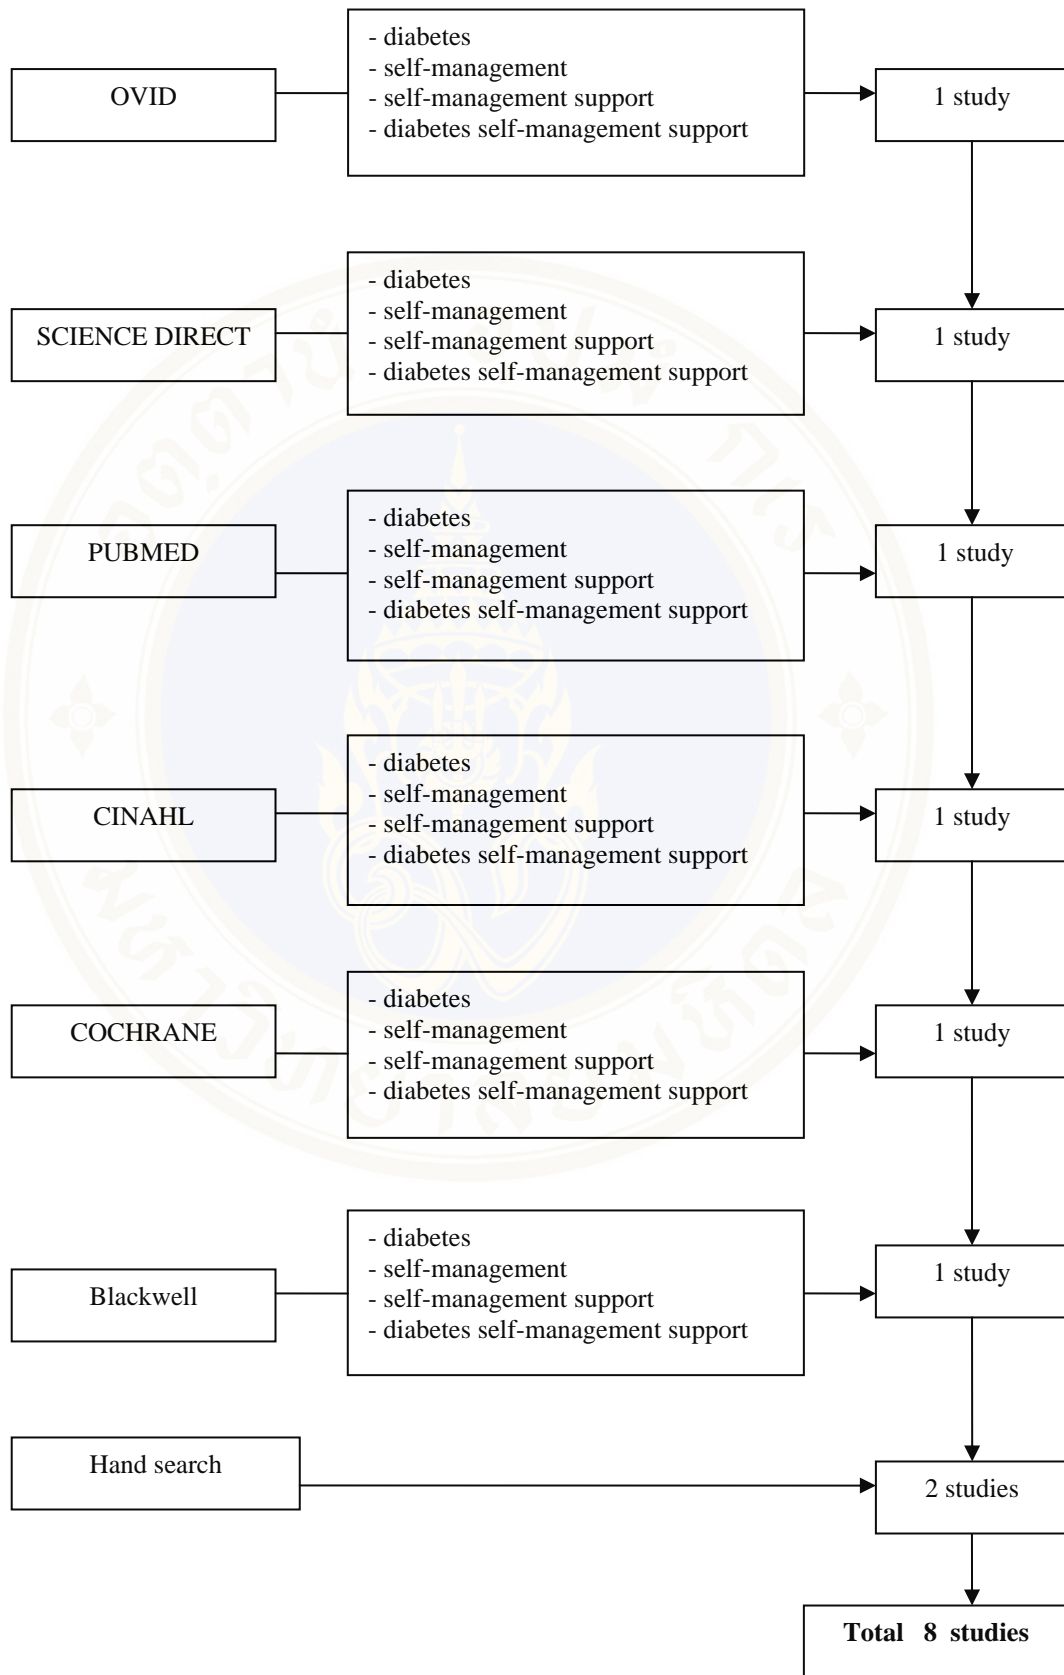 OVID
- diabetes
- self-management
- self-management support
- diabetes self-management support
1 study
SCIENCE DIRECT
- diabetes
- self-management
- self-management support
- diabetes self-management support
1 study
PUBMED
- diabetes
- self-management
- self-management support
- diabetes self-management support
1 study
CINAHL
- diabetes
- self-management
- self-management support
- diabetes self-management support
1 study
COCHRANE
- diabetes
- self-management
- self-management support
- diabetes self-management support
1 study
Blackwell
- diabetes
- self-management
- self-management support
- diabetes self-management support
1 study
Hand search
2 studies
Total 8 studies